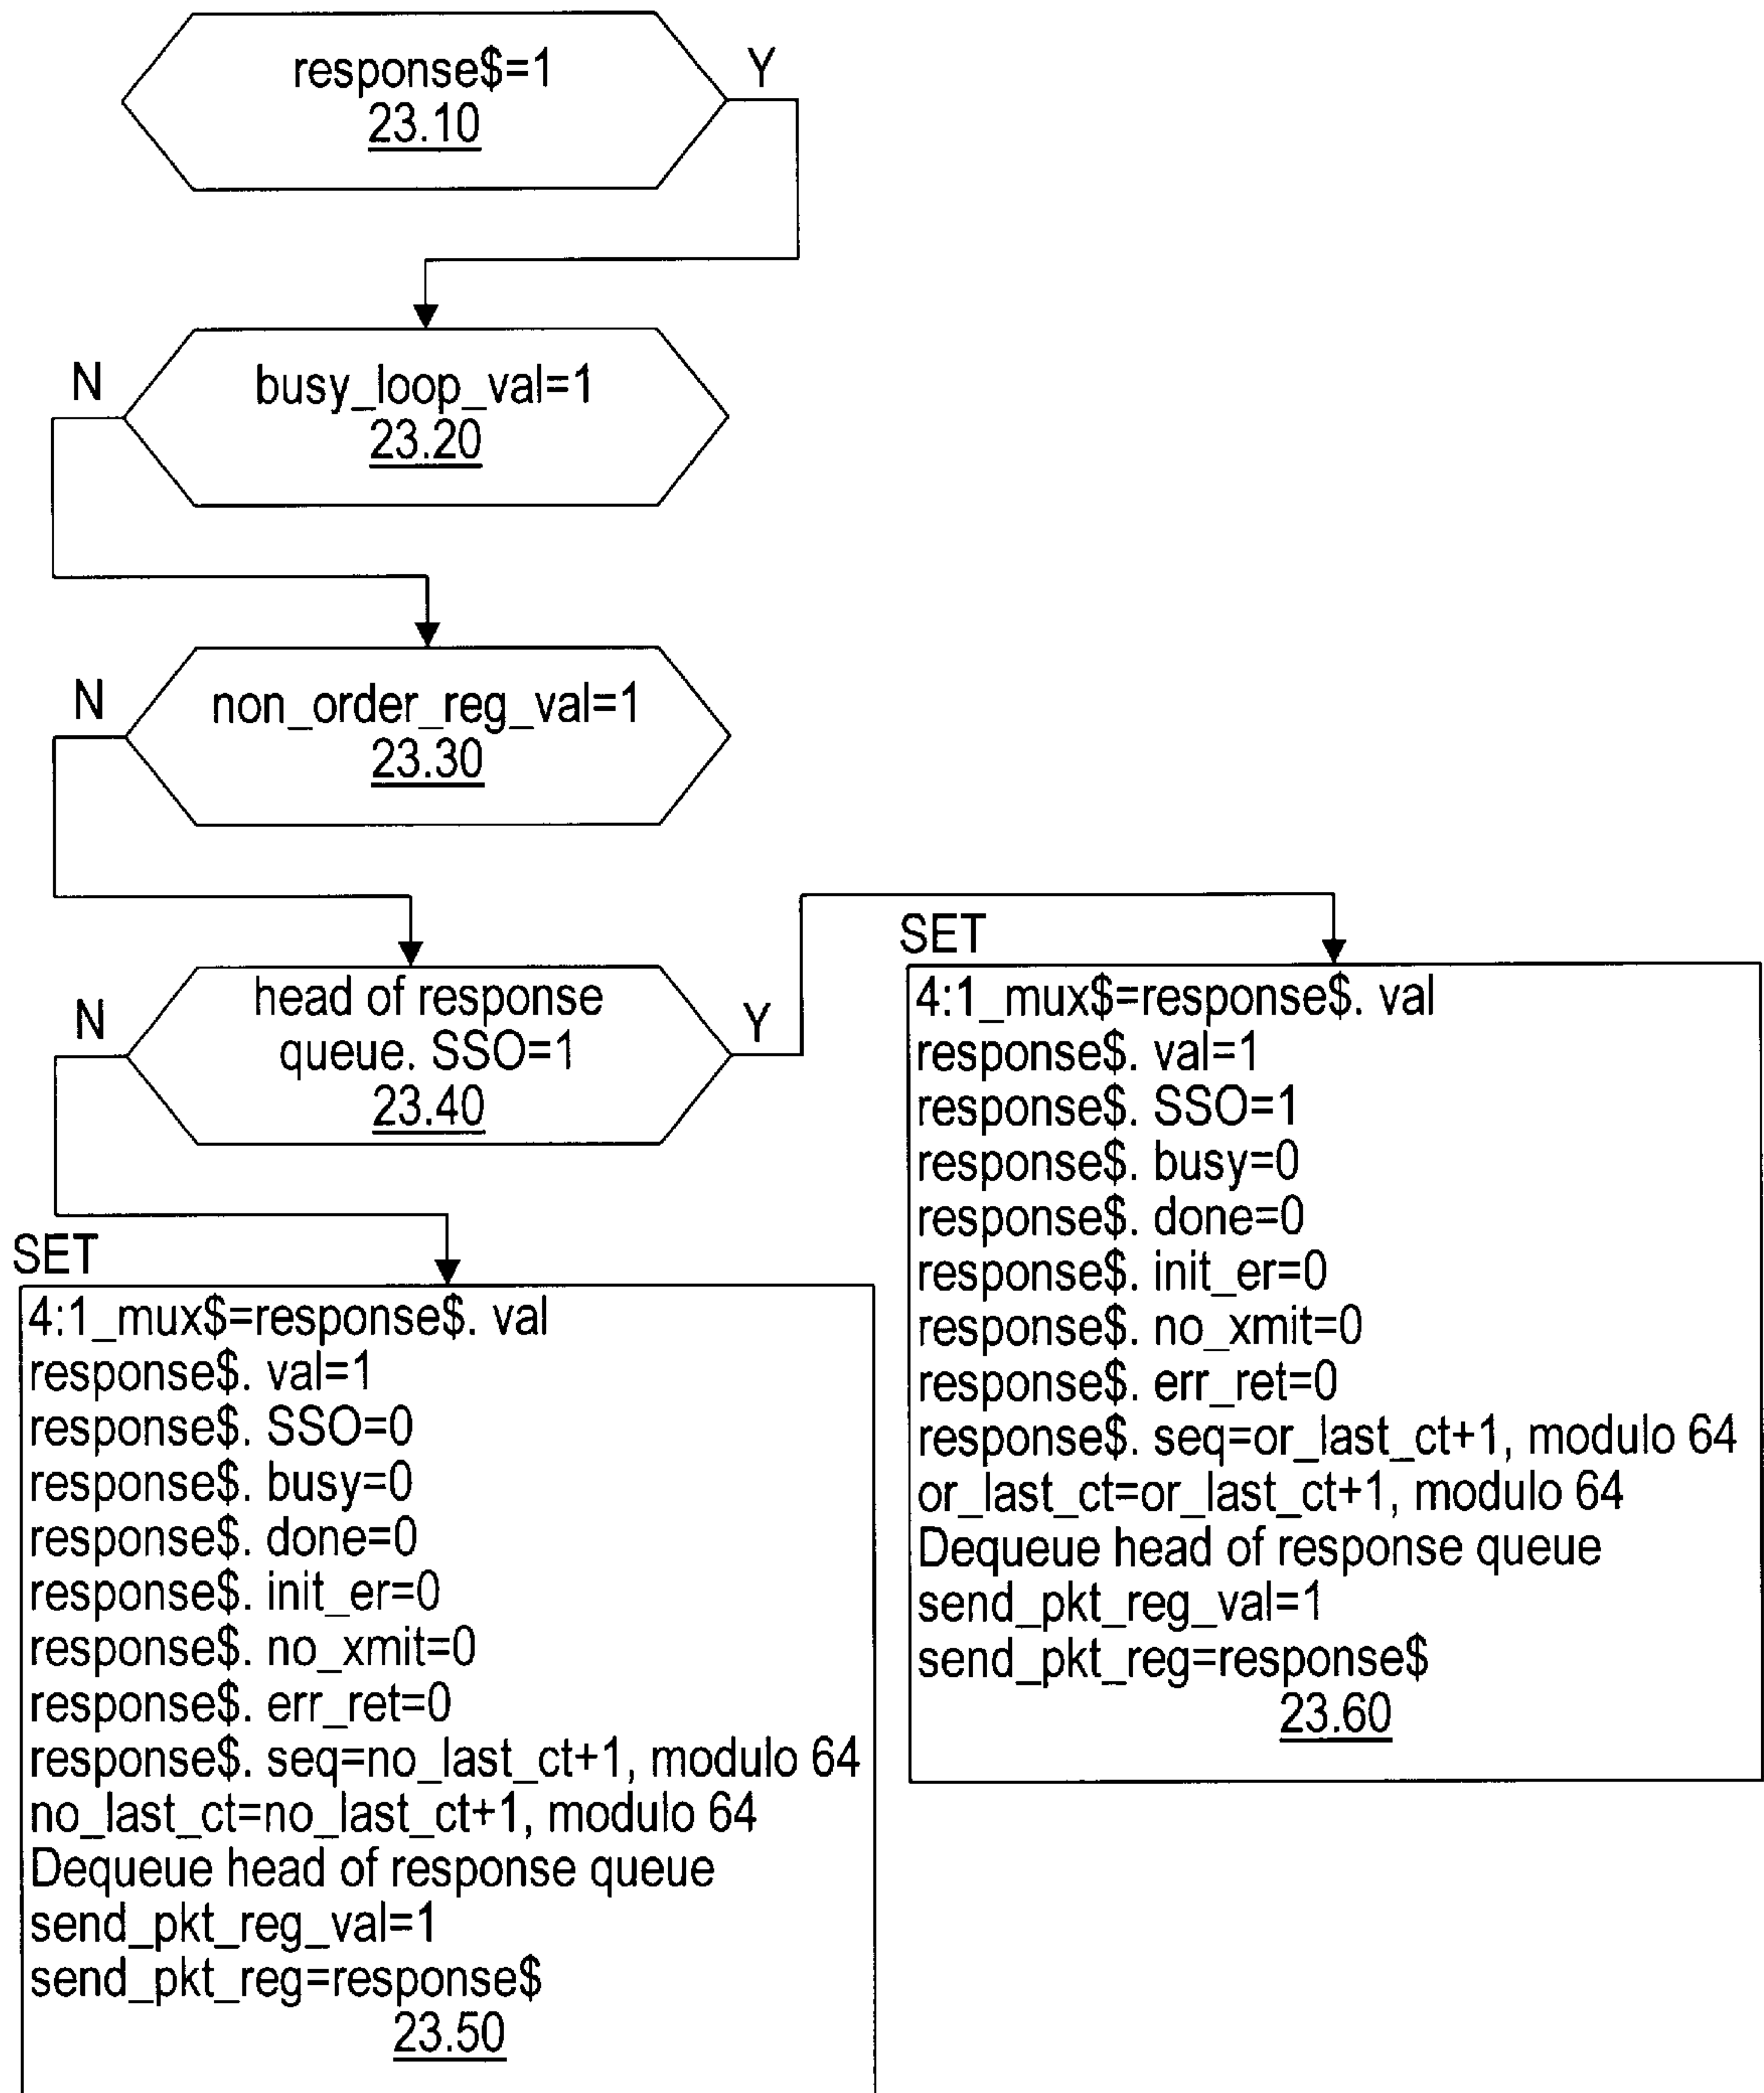 response$=1
23.10
Y
N
busy_loop_val=1
23.20
N
non_order_reg_val=1
23.30
N
head of response
queue. SSO=1
23.40
Y
SET
4:1_mux$=response$. val
response$. val=1
response$. SSO=1
response$. busy=0
response$. done=0
response$. init_er=0
response$. no_xmit=0
response$. err_ret=0
response$. seq=or_last_ct+1, modulo 64
or_last_ct=or_last_ct+1, modulo 64
Dequeue head of response queue
send_pkt_reg_val=1
send_pkt_reg=response$
23.60
SET
4:1_mux$=response$. val
response$. val=1
response$. SSO=0
response$. busy=0
response$. done=0
response$. init_er=0
response$. no_xmit=0
response$. err_ret=0
response$. seq=no_last_ct+1, modulo 64
no_last_ct=no_last_ct+1, modulo 64
Dequeue head of response queue
send_pkt_reg_val=1
send_pkt_reg=response$
23.50